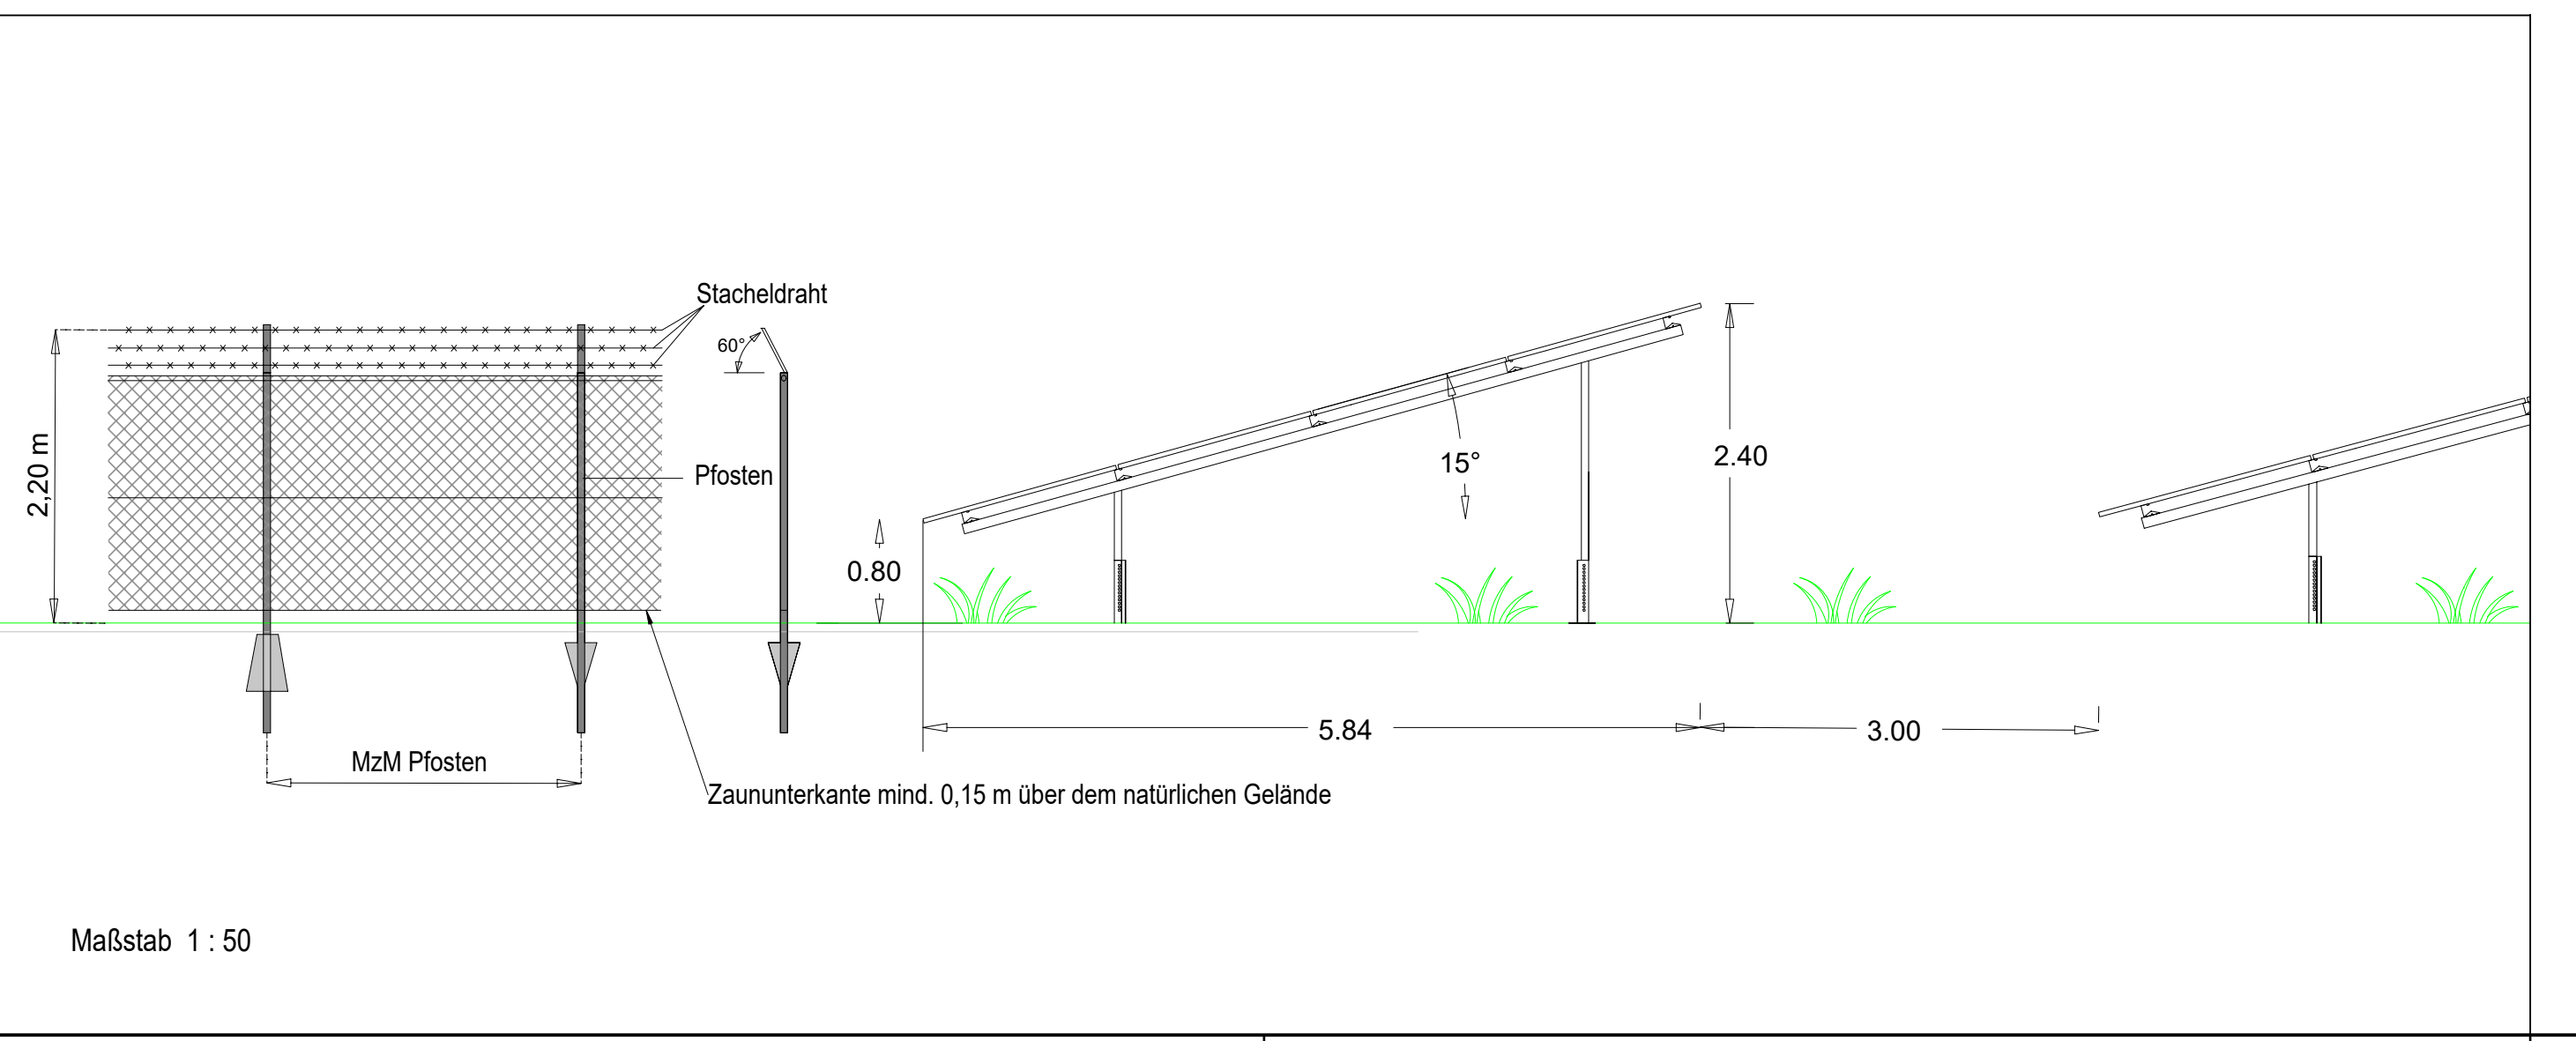 Stacheldraht
60°
2,20 m
Pfosten
15°
2.40
0.80
5.84
3.00
MzM Pfosten
Zaununterkante mind. 0,15 m über dem natürlichen Gelände
Maßstab 1 : 50